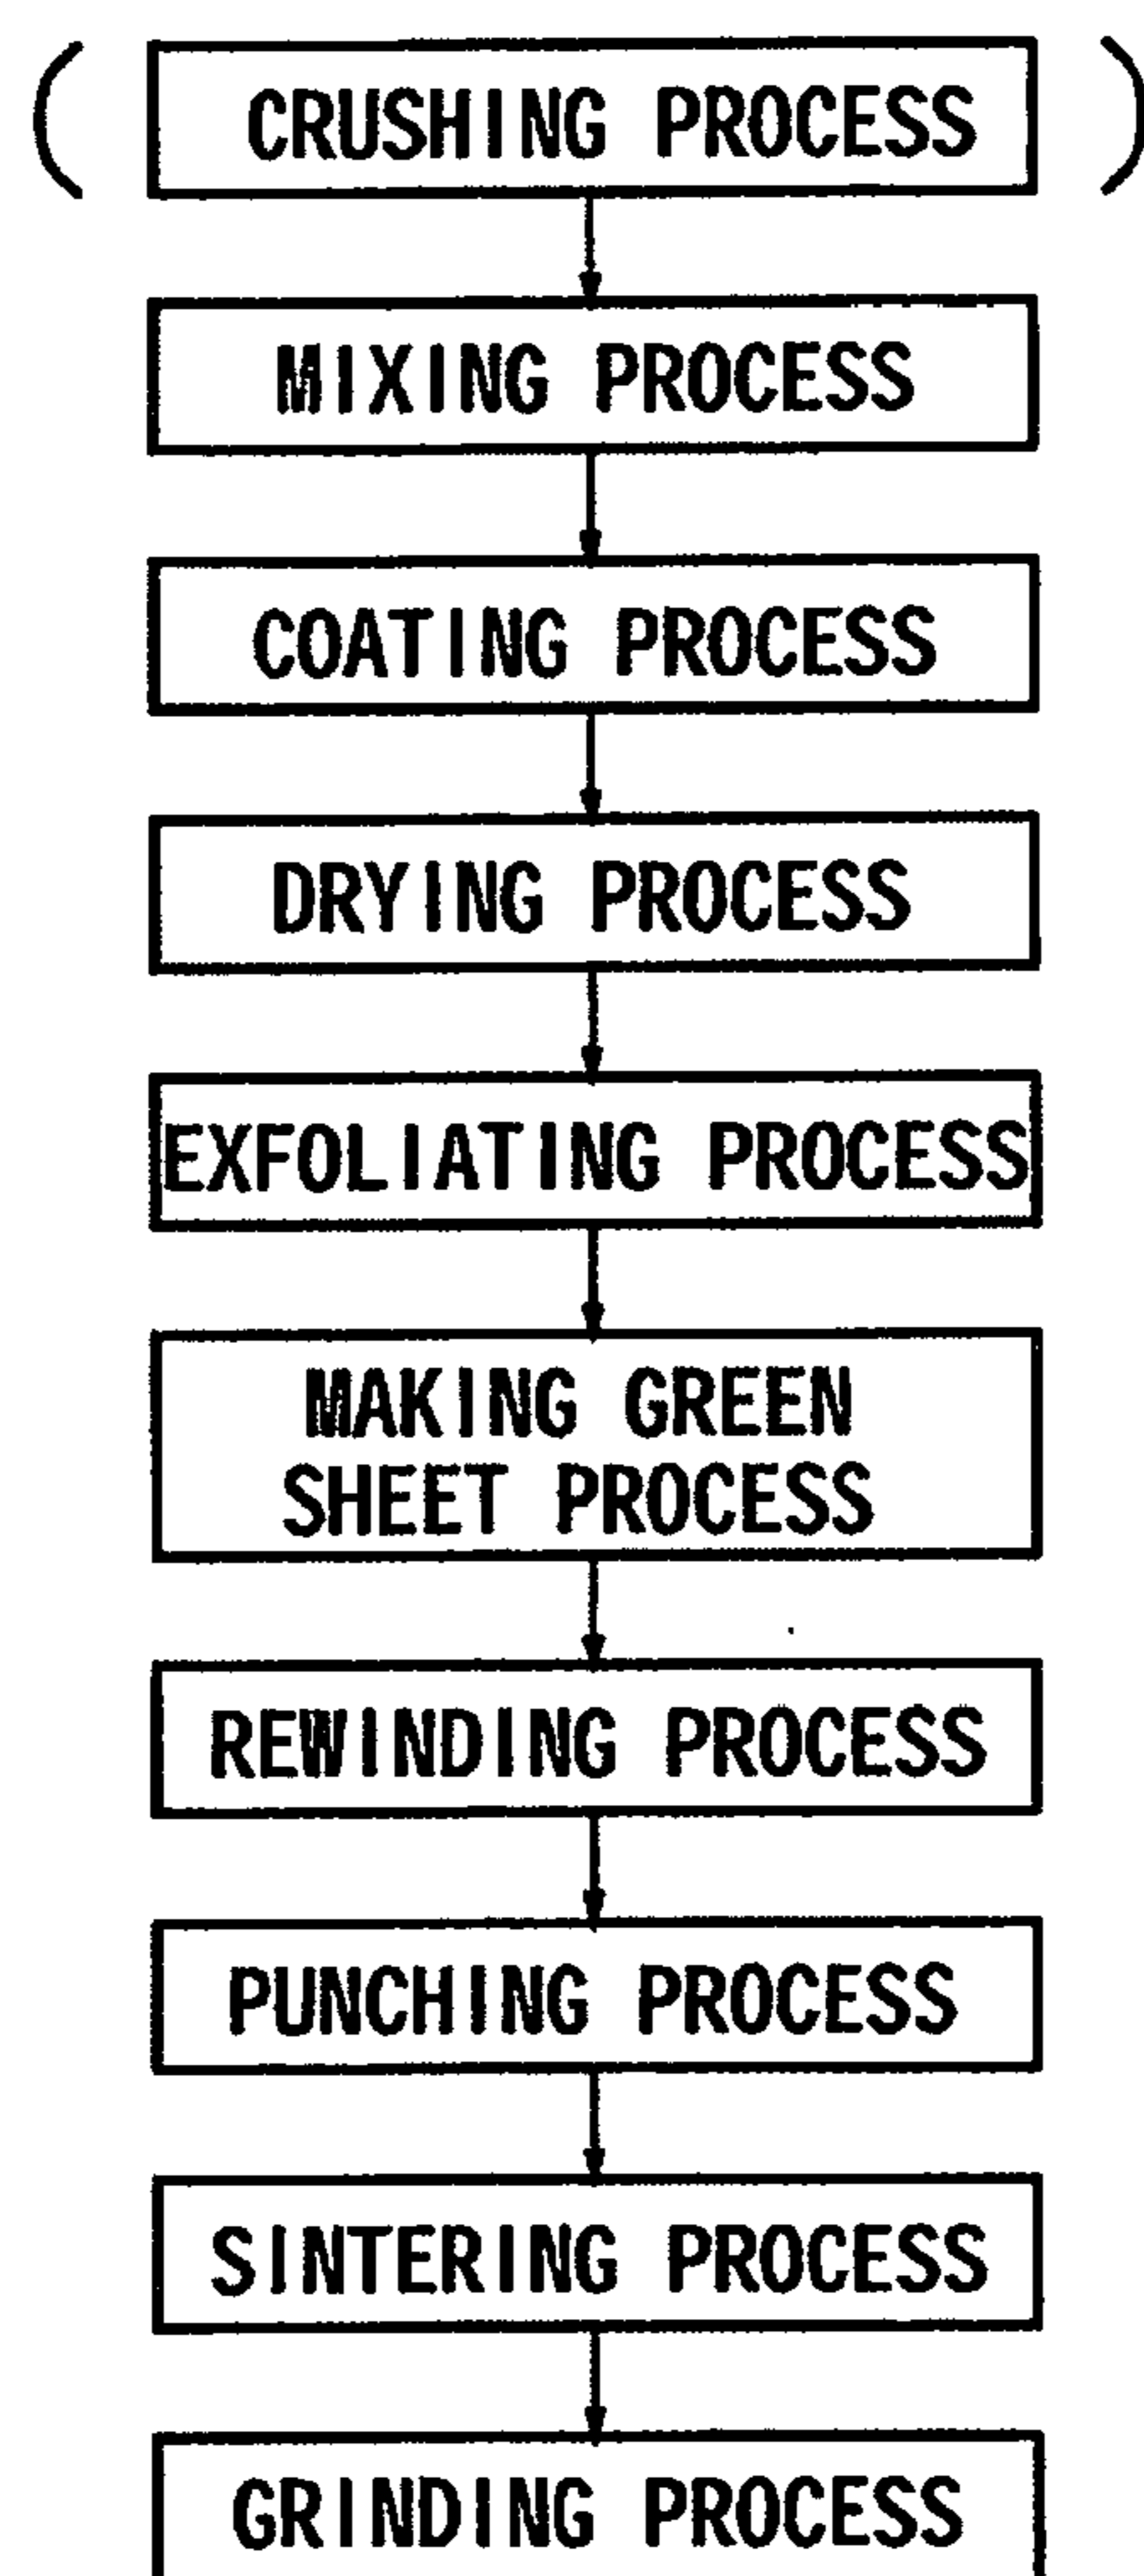 ( CRUSHING PROCESS )
MIXING PROCESS
COATING PROCESS
DRYING PROCESS
EXFOLIATING PROCESS
MAKING GREEN
SHEET PROCESS
REWINDING PROCESS
PUNCHING PROCESS
SINTERING PROCESS
GRINDING PROCESS